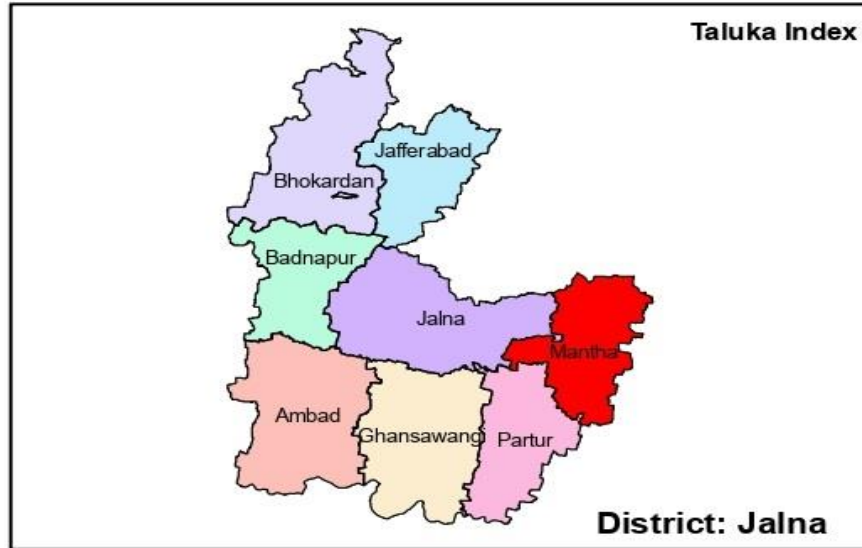 Taluka Index
Jafferabad
Bhokardan
Badnapur
Jalna
Mantha
Ambad
Ghansawangi
Partur
District: Jalna